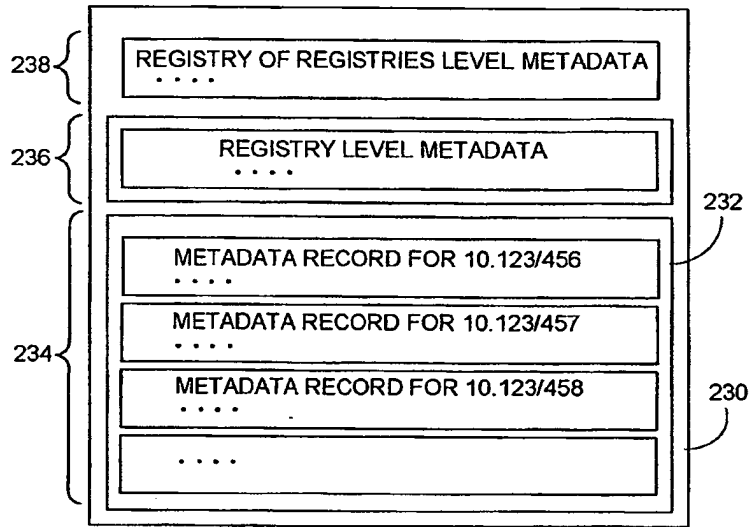 238
REGISTRY OF REGISTRIES LEVEL METADATA
. . . .
236
REGISTRY LEVEL METADATA
. . . .
232
METADATA RECORD FOR 10.123/456
. . . .
METADATA RECORD FOR 10.123/457
. . . .
234
METADATA RECORD FOR 10.123/458
. . . .
230
. . . .